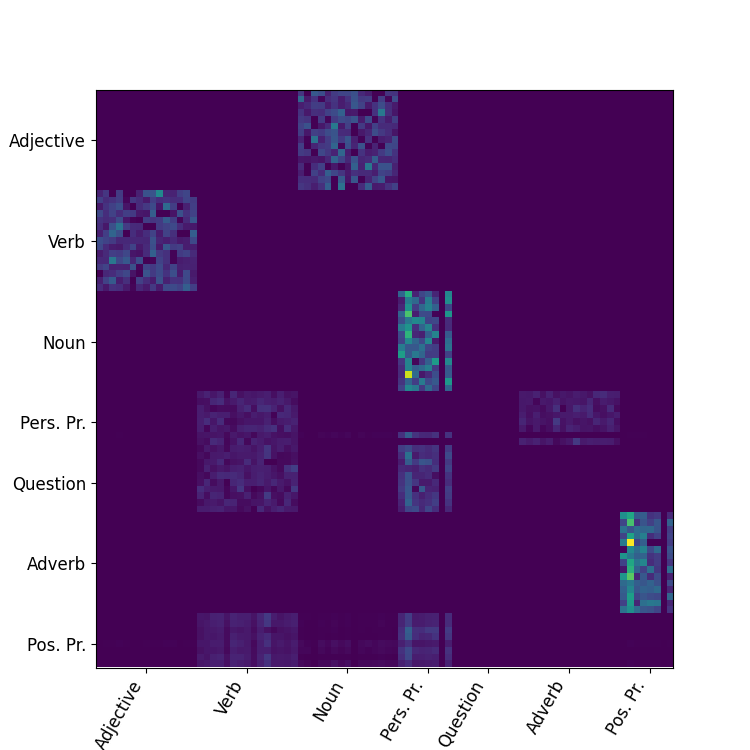 Adjective
Verb
Noun
Pers. Pr.
Question
Adverb
Pos. Pr.
Adjective
Verb
Noun
Pers. Pr.
Question
Adverb
Pos. Pr.